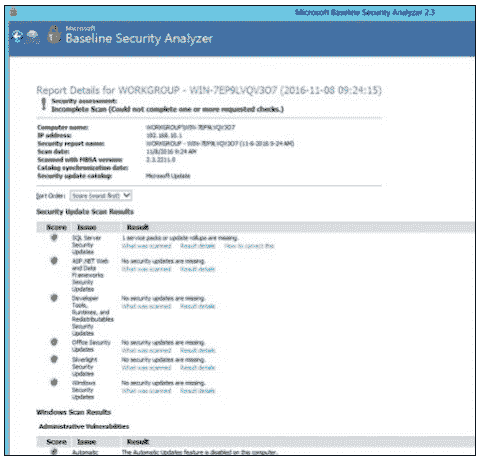 Microsoft Baseline Security Analyzer 2.3
Microsoft
Baseline Security Analyzer
Report Details for WORKGROUP - WIN-7EP9LVQV3O7 (2016-11-08 09:24:15)
Security assessment:
Incomplete Scan (Could not complete one or more requested checks.)
Computer name: WORKGROUP\WIN-7EP9LVQV3O7
IP address: 192.168.10.1
Security report name: WORKGROUP - WIN-7EP9LVQV3O7 (11-8-2016 9-24 AM)
Scan date: 11/8/2016 9:24 AM
Scanned with MBSA version: 2.3.2211.0
Catalog synchronization date:
Security update catalog: Microsoft Update
Sort Order: Score (worst first)
Security Update Scan Results
Score Issue Result
SQL Server 1 service packs or update rollups are missing.
Security What was scanned Result details How to correct this
Updates
ASP.NET Web No security updates are missing.
and Data What was scanned Result details
Frameworks
Security
Updates
Developer No security updates are missing.
Tools, What was scanned Result details
Runtimes, and
Redistributables
Security
Updates
Office Security No security updates are missing.
Updates What was scanned Result details
Silverlight No security updates are missing.
Security What was scanned Result details
Updates
Windows No security updates are missing.
Security What was scanned Result details
Updates
Windows Scan Results
Administrative Vulnerabilities
Score Issue Result
Automatic The Automatic Updates feature is disabled on this computer.